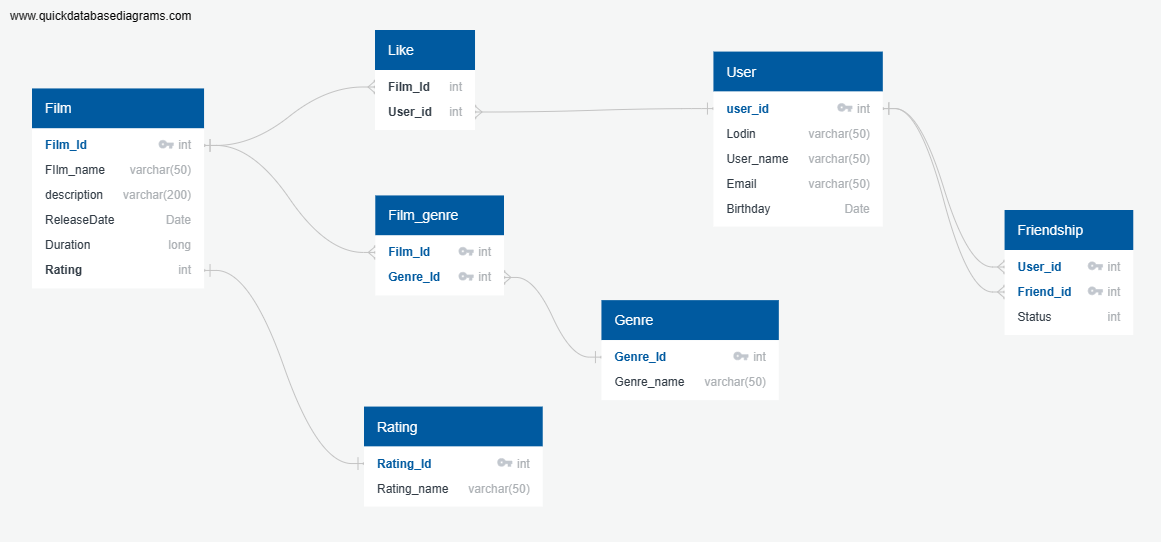 www.quickdatabasediagrams.com
Film
Film_Id int
FIlm_name varchar(50)
description varchar(200)
ReleaseDate Date
Duration long
Rating int
Like
Film_Id int
User_id int
Film_genre
Film_Id int
Genre_Id int
Rating
Rating_Id int
Rating_name varchar(50)
Genre
Genre_Id int
Genre_name varchar(50)
User
user_id int
Lodin varchar(50)
User_name varchar(50)
Email varchar(50)
Birthday Date
Friendship
User_id int
Friend_id int
Status int